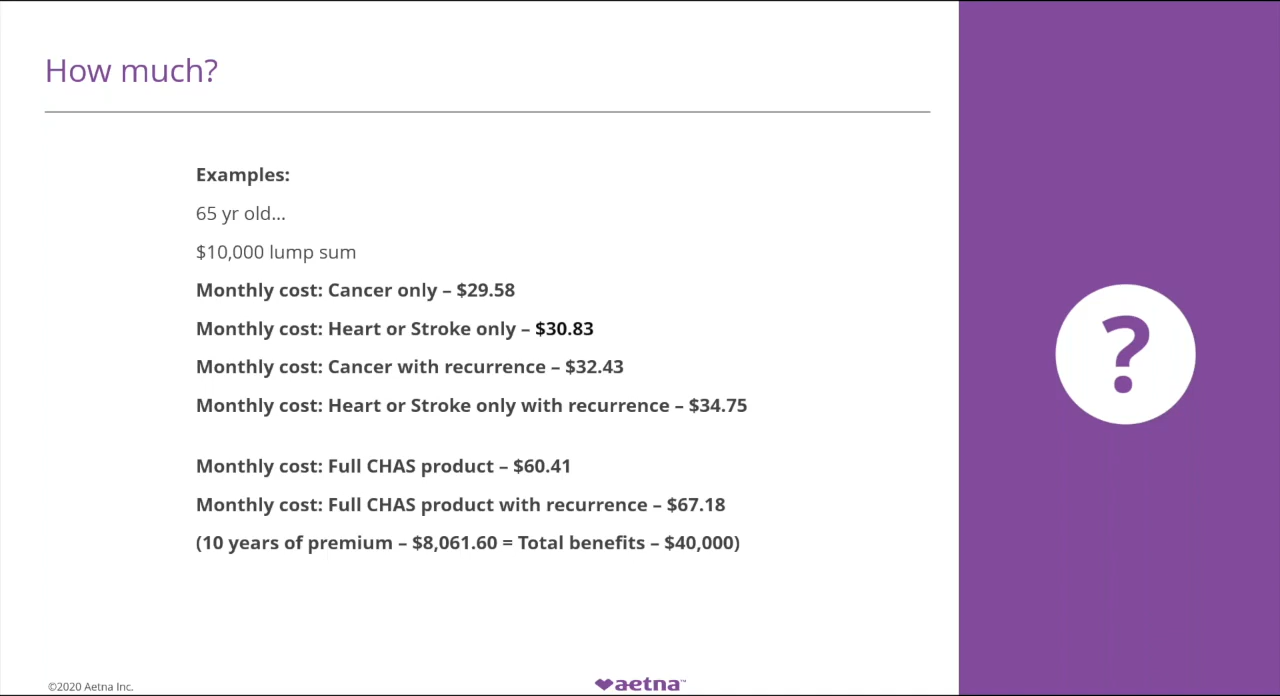 How much?
Examples:
65 yr old...
$10,000 lump sum
Monthly cost: Cancer only – $29.58
Monthly cost: Heart or Stroke only – $30.83
Monthly cost: Cancer with recurrence – $32.43
Monthly cost: Heart or Stroke only with recurrence – $34.75
Monthly cost: Full CHAS product – $60.41
Monthly cost: Full CHAS product with recurrence – $67.18
(10 years of premium – $8,061.60 = Total benefits – $40,000)
?
©2020 Aetna Inc.
aetna™